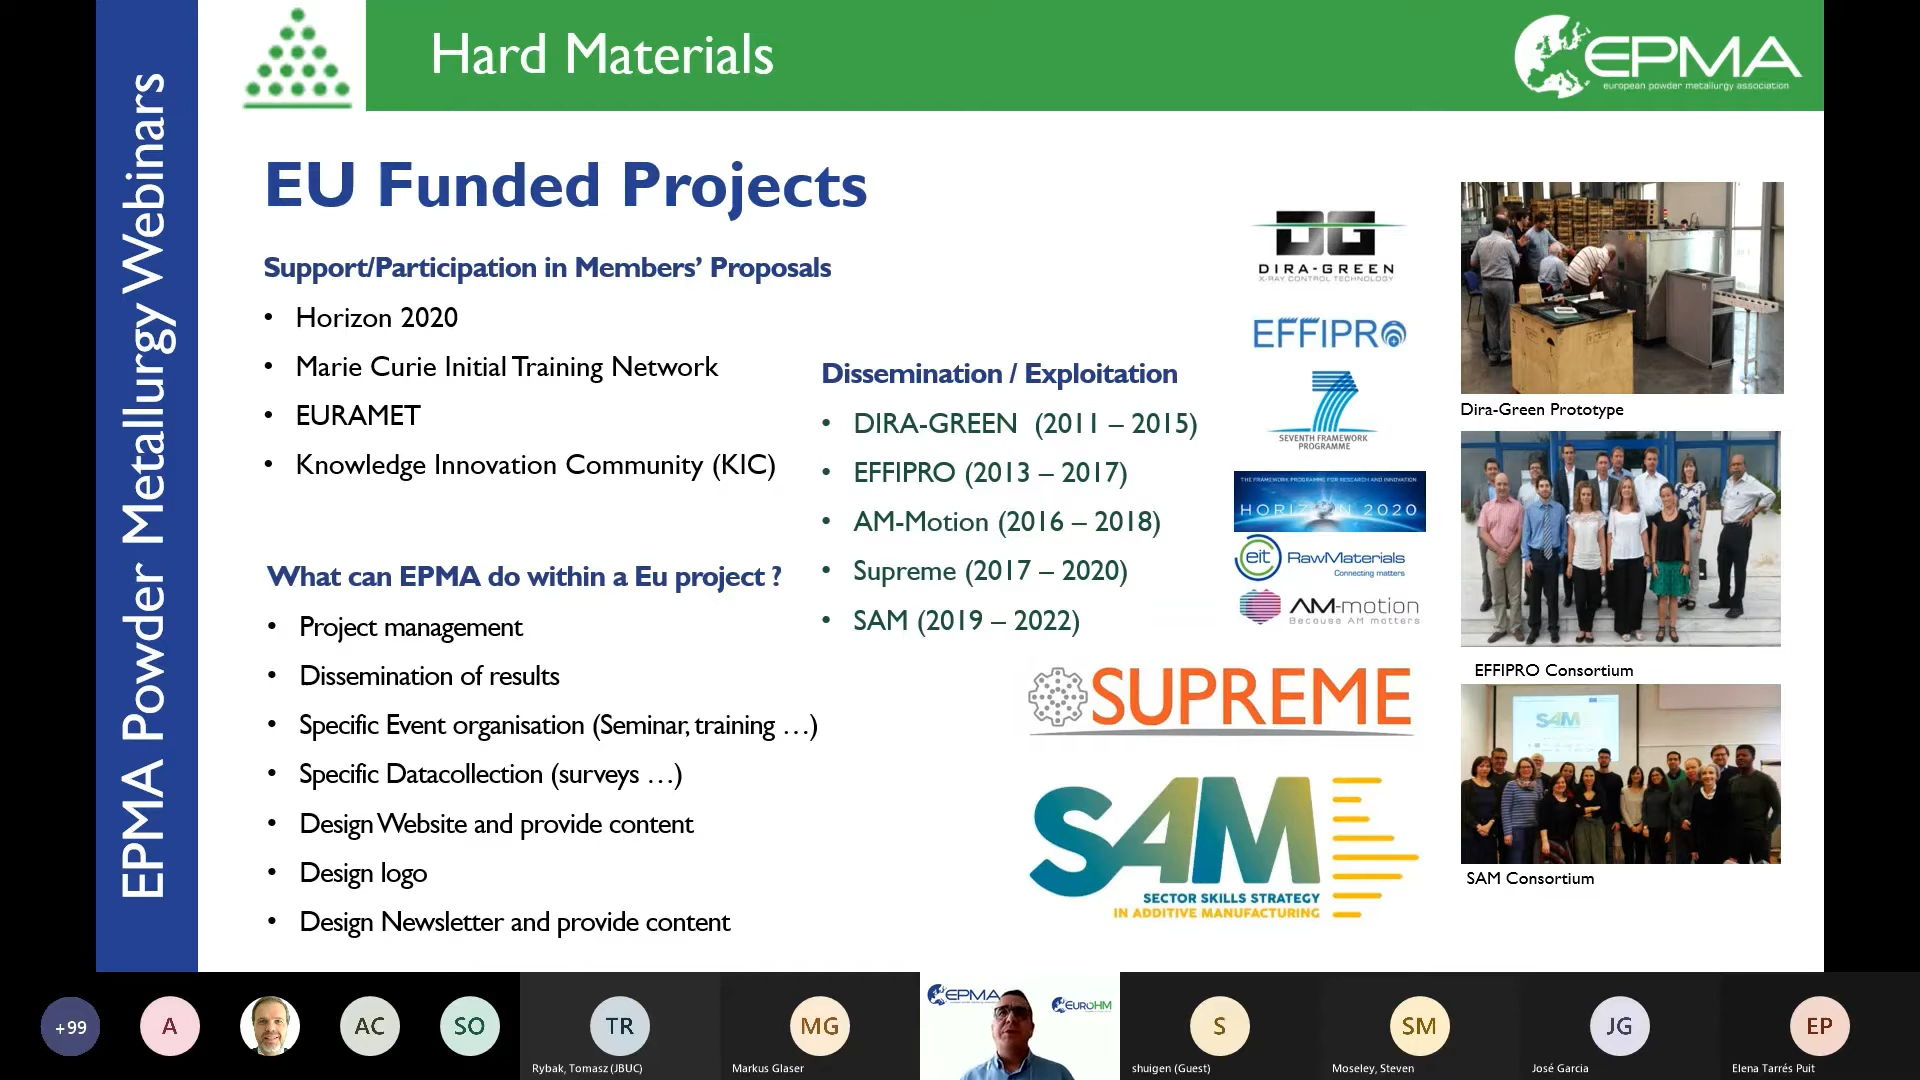 EPMA Powder Metallurgy Webinars
Hard Materials
EPMA
european powder metallurgy association
EU Funded Projects
Support/Participation in Members’ Proposals
• Horizon 2020
• Marie Curie Initial Training Network
• EURAMET
• Knowledge Innovation Community (KIC)
What can EPMA do within a Eu project ?
• Project management
• Dissemination of results
• Specific Event organisation (Seminar, training …)
• Specific Datacollection (surveys …)
• Design Website and provide content
• Design logo
• Design Newsletter and provide content
Dissemination / Exploitation
• DIRA-GREEN (2011 – 2015)
• EFFIPRO (2013 – 2017)
• AM-Motion (2016 – 2018)
• Supreme (2017 – 2020)
• SAM (2019 – 2022)
DG
DIRA-GREEN
X-RAY CONTROL TECHNOLOGY
EFFIPRO
7
SEVENTH FRAMEWORK
PROGRAMME
THE FRAMEWORK PROGRAMME FOR RESEARCH AND INNOVATION
HORIZON 2020
eit RawMaterials
Connecting matters
AM-motion
Because AM matters
SUPREME
SAM
SECTOR SKILLS STRATEGY
IN ADDITIVE MANUFACTURING
Dira-Green Prototype
EFFIPRO Consortium
SAM
SAM Consortium
+99
A
AC
SO
TR
Rybak, Tomasz (JBUC)
MG
Markus Glaser
EPMA
EUROHM
S
shuigen (Guest)
SM
Moseley, Steven
JG
José Garcia
EP
Elena Tarrés Puit